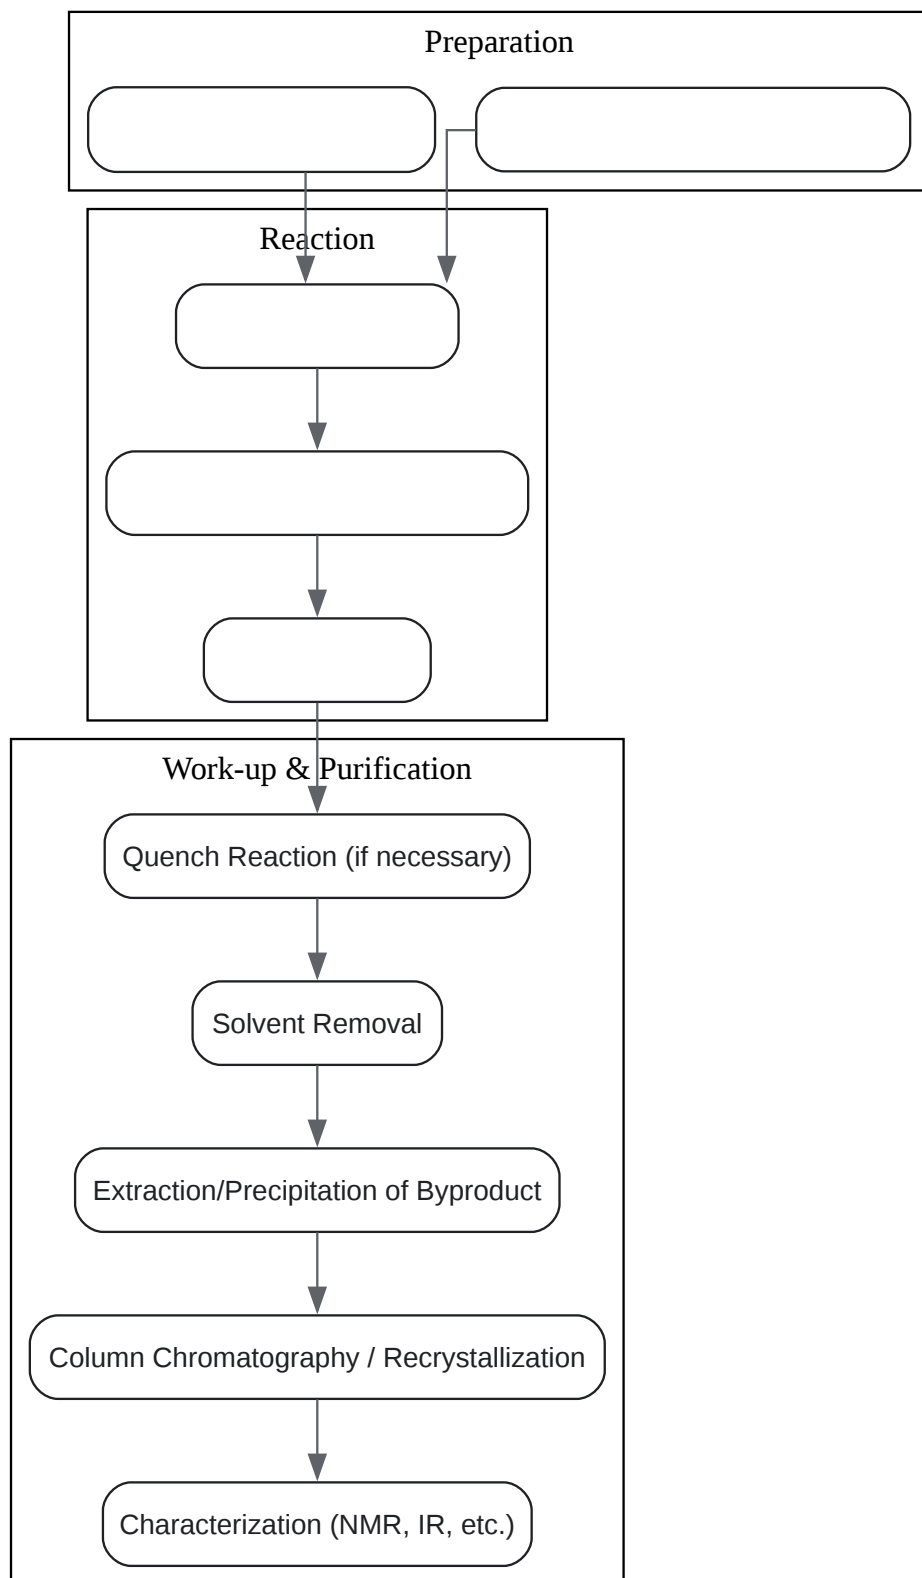 Preparation
Reaction
Work-up & Purification
Quench Reaction (if necessary)
Solvent Removal
Extraction/Precipitation of Byproduct
Column Chromatography / Recrystallization
Characterization (NMR, IR, etc.)